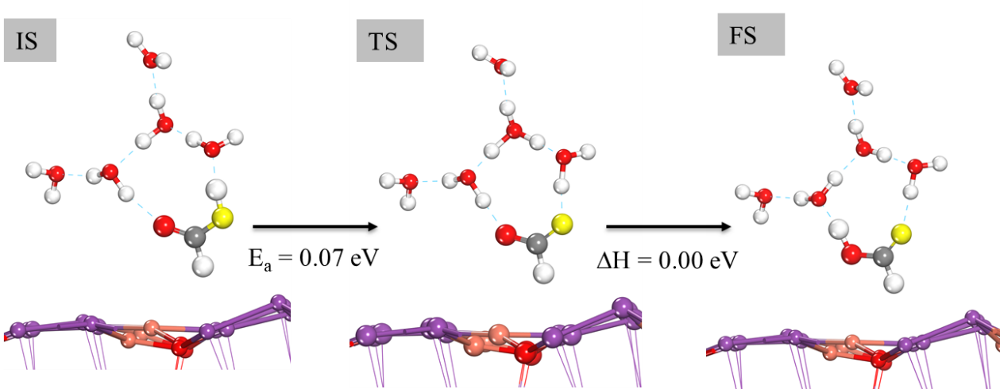 IS
TS
FS
Eₐ = 0.07 eV
ΔH = 0.00 eV